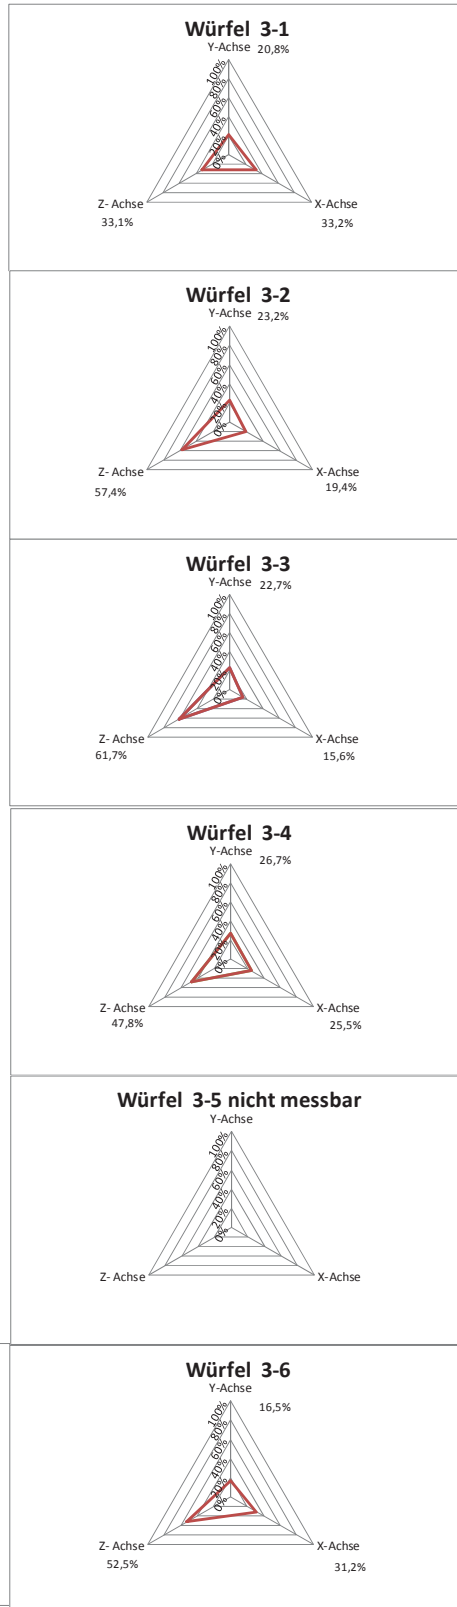 Würfel 3-1
Y-Achse 20,8%
100%
80%
60%
40%
20%
0%
Z- Achse X-Achse
33,1% 33,2%
Würfel 3-2
Y-Achse 23,2%
100%
80%
60%
40%
20%
0%
Z- Achse X-Achse
57,4% 19,4%
Würfel 3-3
Y-Achse 22,7%
100%
80%
60%
40%
20%
0%
Z- Achse X-Achse
61,7% 15,6%
Würfel 3-4
Y-Achse 26,7%
100%
80%
60%
40%
20%
0%
Z- Achse X-Achse
47,8% 25,5%
Würfel 3-5 nicht messbar
Y-Achse
100%
80%
60%
40%
20%
0%
Z- Achse X-Achse
Würfel 3-6
Y-Achse 16,5%
100%
80%
60%
40%
20%
0%
Z- Achse X-Achse
52,5% 31,2%